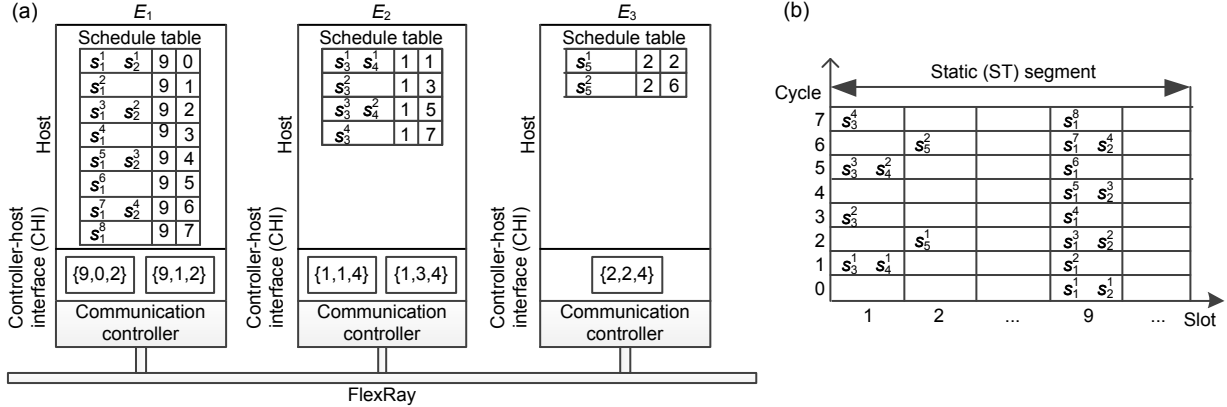 (a)
E₁
Schedule table
s₁¹ s₂¹ 9 0
s₁² 9 1
s₁³ s₂² 9 2
s₁⁴ 9 3
s₁⁵ s₂³ 9 4
s₁⁶ 9 5
s₁⁷ s₂⁴ 9 6
s₁⁸ 9 7
Host
Controller-host
interface (CHI)
{9,0,2} {9,1,2}
Communication
controller
E₂
Schedule table
s₃¹ s₄¹ 1 1
s₃² 1 3
s₃³ s₄² 1 5
s₃⁴ 1 7
Host
Controller-host
interface (CHI)
{1,1,4} {1,3,4}
Communication
controller
E₃
Schedule table
s₅¹ 2 2
s₅² 2 6
Host
Controller-host
interface (CHI)
{2,2,4}
Communication
controller
FlexRay
(b)
Static (ST) segment
Cycle
7 s₃⁴ s₁⁸
6 s₅² s₁⁷ s₂⁴
5 s₃³ s₄² s₁⁶
4 s₁⁵ s₂³
3 s₃² s₁⁴
2 s₅¹ s₁³ s₂²
1 s₃¹ s₄¹ s₁²
0 s₁¹ s₂¹
1 2 ... 9 ... Slot